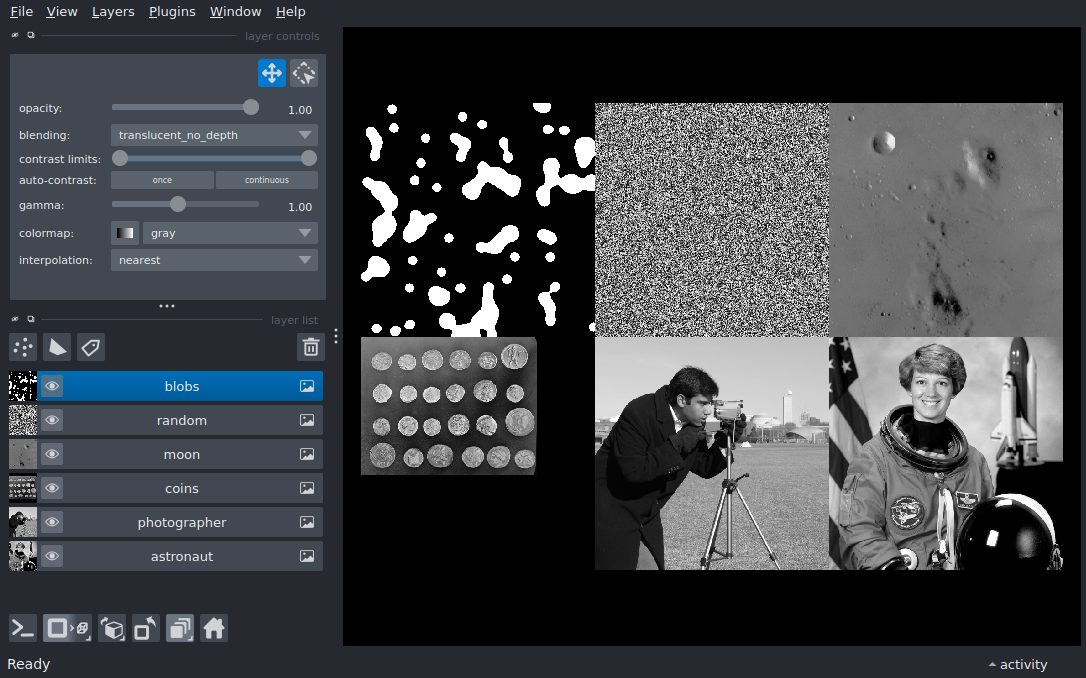 File View Layers Plugins Window Help
layer controls
opacity: 1.00
blending: translucent_no_depth
contrast limits:
auto-contrast: once continuous
gamma: 1.00
colormap: gray
interpolation: nearest
layer list
blobs
random
moon
coins
photographer
astronaut
Ready activity